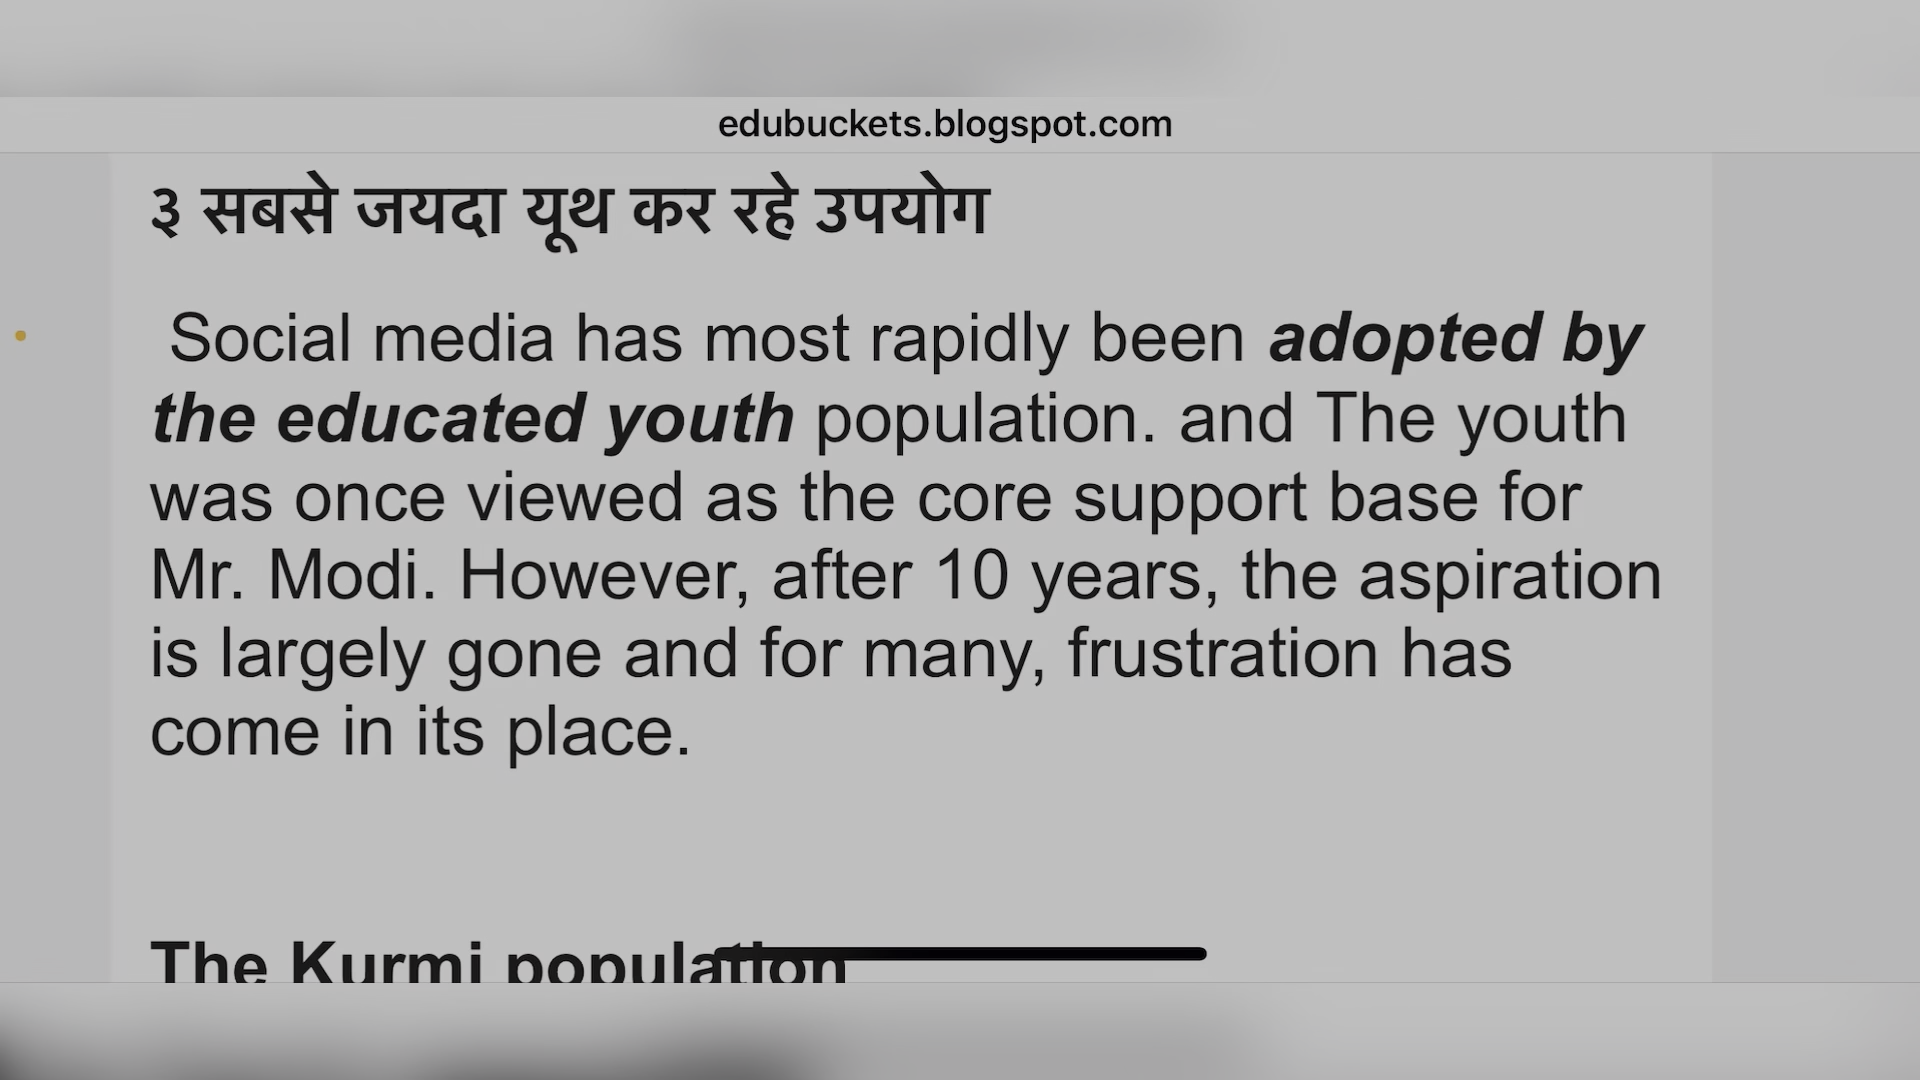 edubuckets.blogspot.com
३ सबसे जयदा यूथ कर रहे उपयोग
Social media has most rapidly been adopted by
the educated youth population. and The youth
was once viewed as the core support base for
Mr. Modi. However, after 10 years, the aspiration
is largely gone and for many, frustration has
come in its place.
The Kurmi population